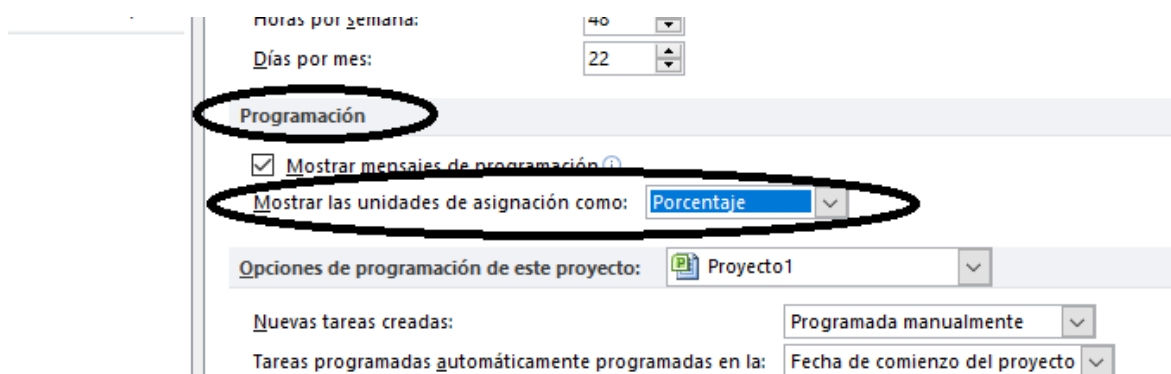 Horas por semana: 48
Días por mes: 22
Programación
Mostrar mensajes de programación
Mostrar las unidades de asignación como: Porcentaje
Opciones de programación de este proyecto: Proyecto1
Nuevas tareas creadas: Programada manualmente
Tareas programadas automáticamente programadas en la: Fecha de comienzo del proyecto